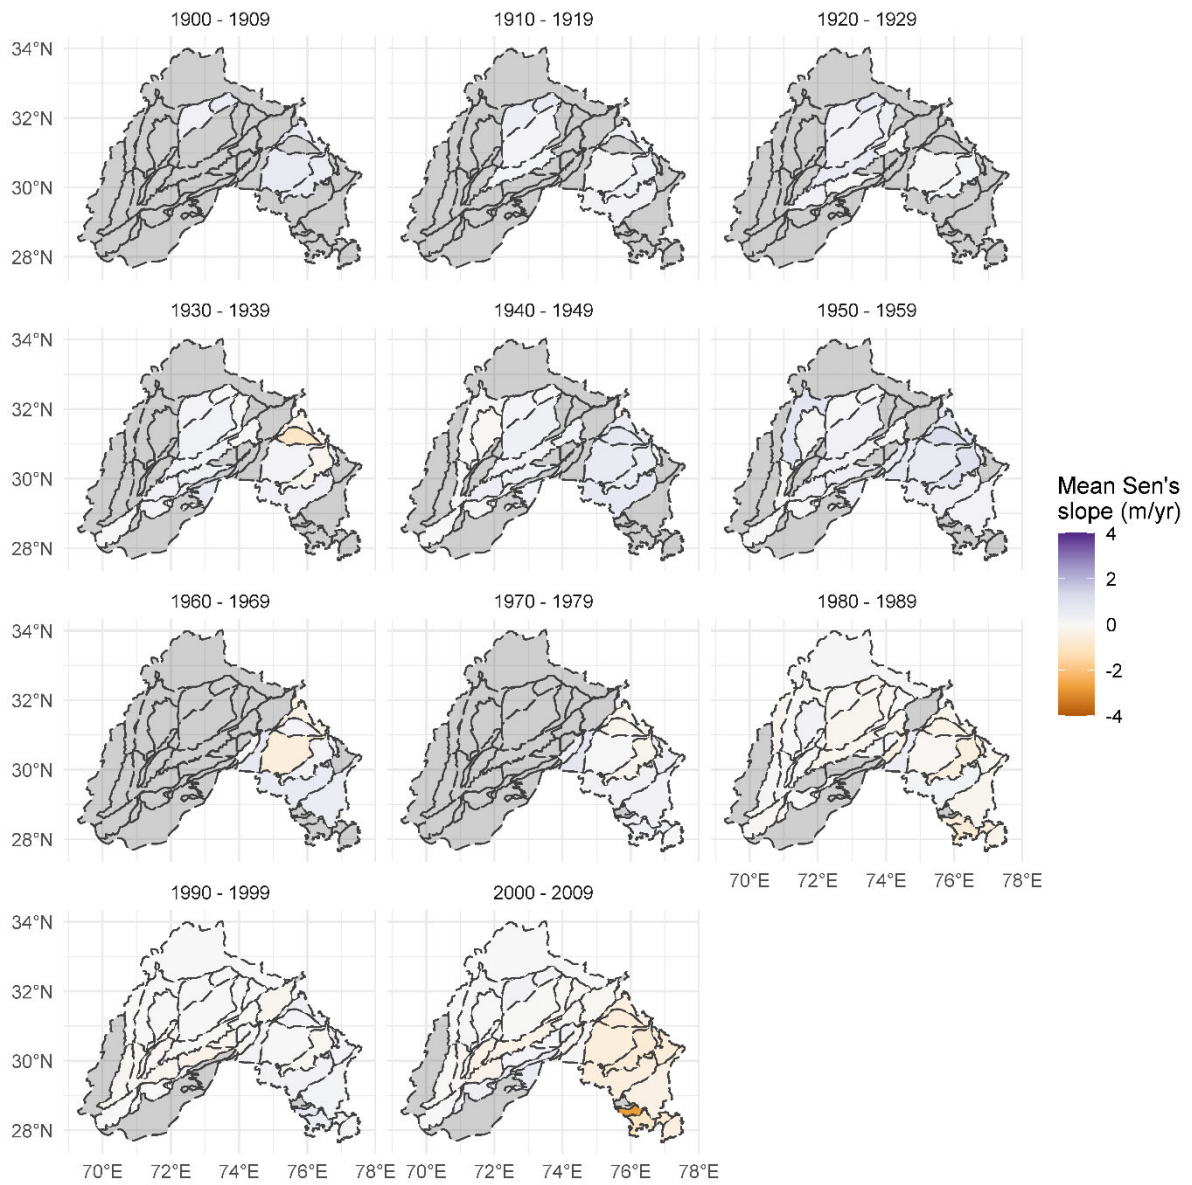 1900 - 1909
1910 - 1919
1920 - 1929
34°N
32°N
30°N
28°N
1930 - 1939
1940 - 1949
1950 - 1959
34°N
32°N
30°N
28°N
Mean Sen's
slope (m/yr)
4
2
0
-2
-4
1960 - 1969
1970 - 1979
1980 - 1989
34°N
32°N
30°N
28°N
70°E 72°E 74°E 76°E 78°E
1990 - 1999
2000 - 2009
34°N
32°N
30°N
28°N
70°E 72°E 74°E 76°E 78°E
70°E 72°E 74°E 76°E 78°E